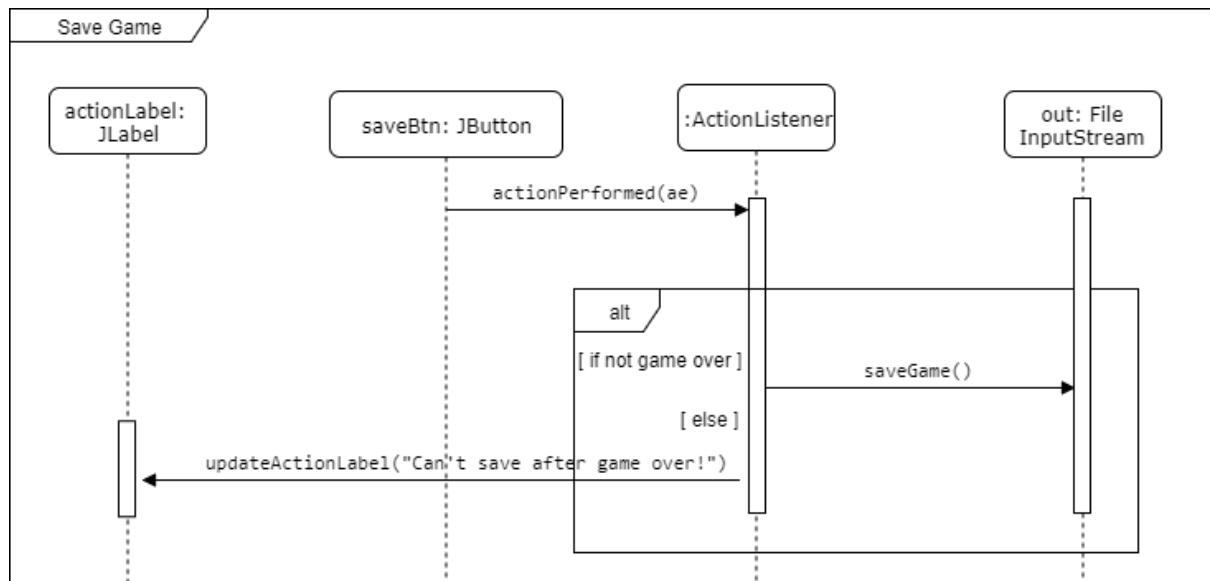 Save Game
actionLabel:
JLabel
saveBtn: JButton
:ActionListener
out: File
InputStream
actionPerformed(ae)
alt
[ if not game over ]
saveGame()
[ else ]
updateActionLabel("Can't save after game over!")